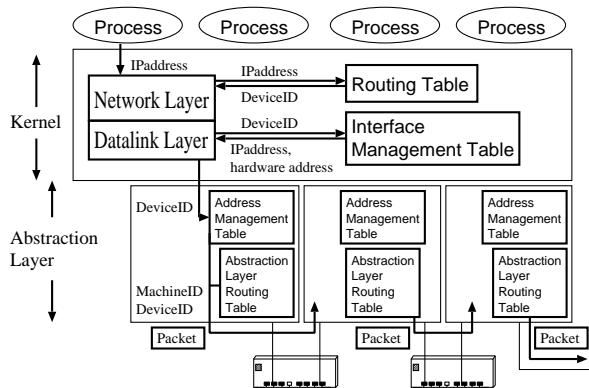 Process Process Process Process
IPaddress
IPaddress
Network Layer
Routing Table
DeviceID
Kernel
DeviceID
Datalink Layer
Interface
Management Table
IPaddress,
hardware address
DeviceID
Address
Management
Table
Address
Management
Table
Address
Management
Table
Abstraction
Layer
Abstraction
Layer
Routing
Table
Abstraction
Layer
Routing
Table
Abstraction
Layer
Routing
Table
MachineID
DeviceID
Packet
Packet
Packet